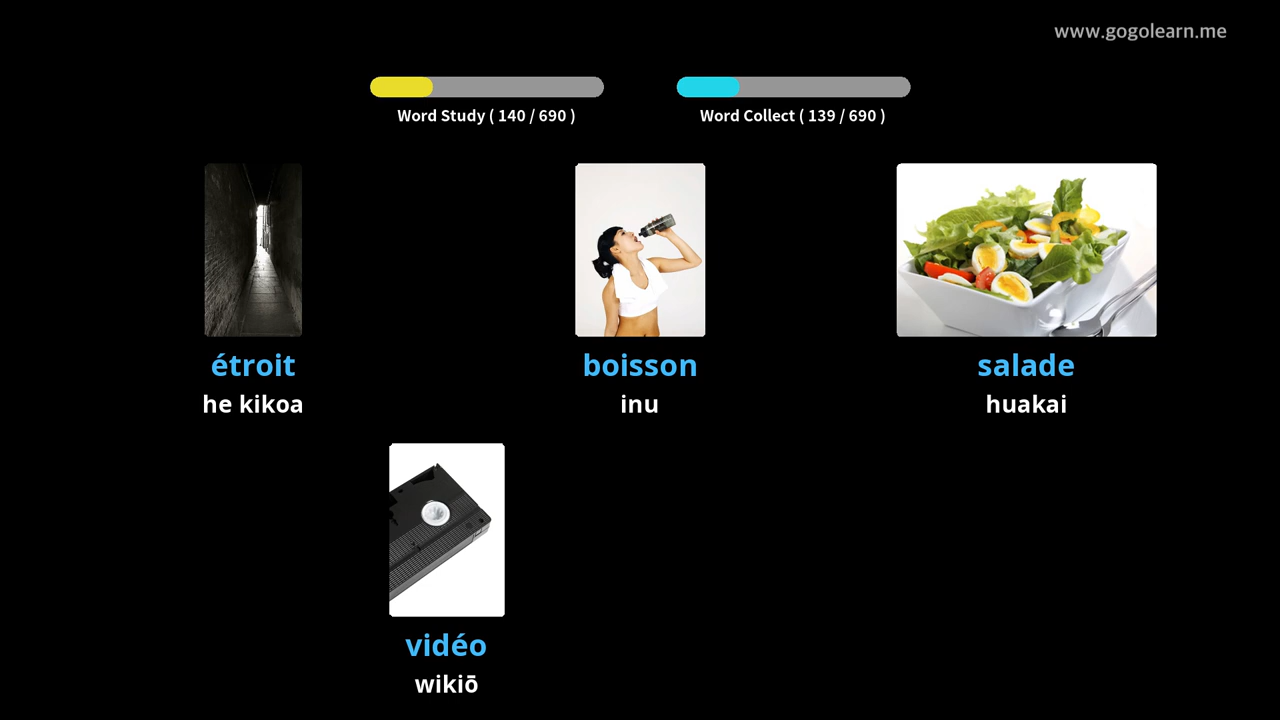 www.gogolearn.me
Word Study ( 140 / 690 )
Word Collect ( 139 / 690 )
étroit
he kikoa
boisson
inu
salade
huakai
vidéo
wikiō